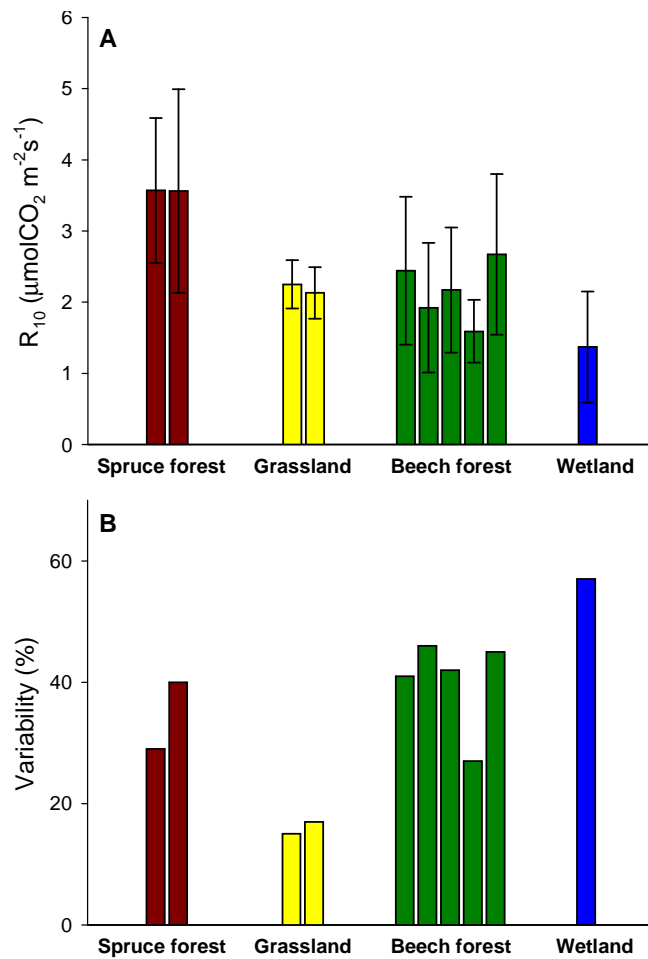 A
6
5
4
3
2
1
0
R₁₀ (μmolCO₂ m⁻²s⁻¹)
Spruce forest Grassland Beech forest Wetland
B
60
40
20
0
Variability (%)
Spruce forest Grassland Beech forest Wetland